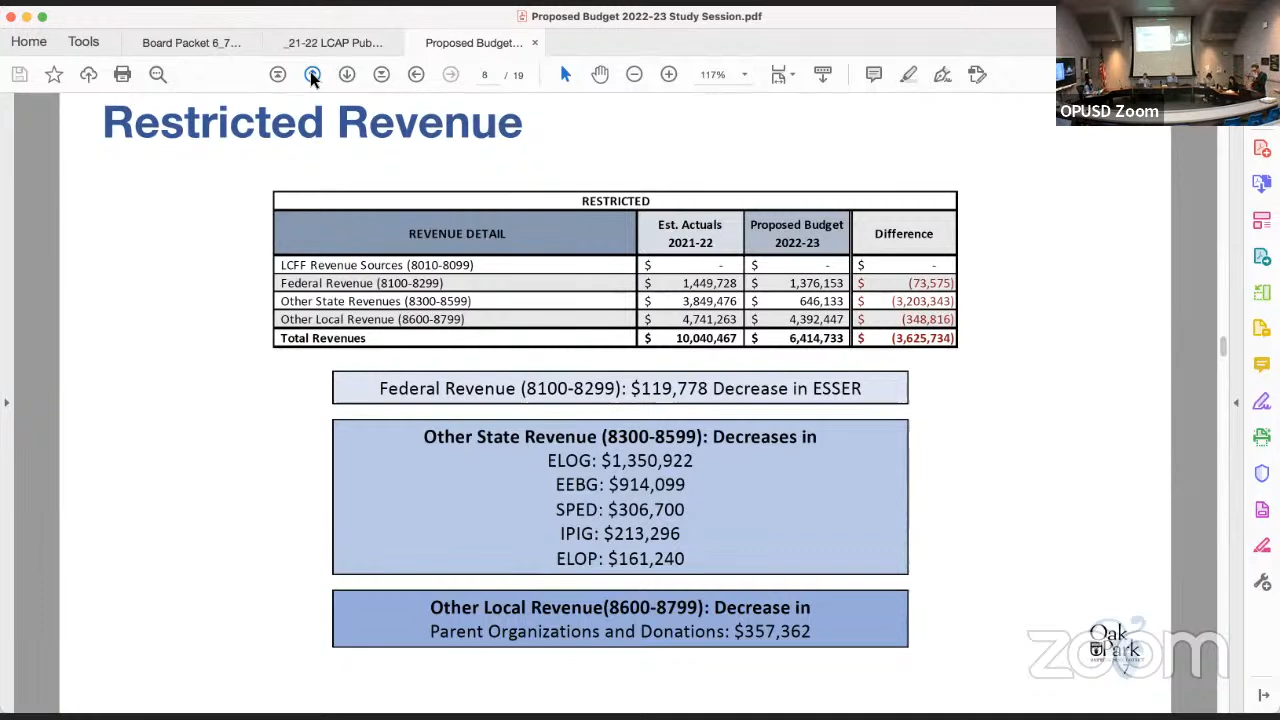 Proposed Budget 2022-23 Study Session.pdf
Home Tools Board Packet 6_7... _21-22 LCAP Pub... Proposed Budget... ×
8 / 19 117%
OPUSD Zoom
Restricted Revenue
RESTRICTED
REVENUE DETAIL Est. Actuals 2021-22 Proposed Budget 2022-23 Difference
LCFF Revenue Sources (8010-8099) $ - $ - $ -
Federal Revenue (8100-8299) $ 1,449,728 $ 1,376,153 $ (73,575)
Other State Revenues (8300-8599) $ 3,849,476 $ 646,133 $ (3,203,343)
Other Local Revenue (8600-8799) $ 4,741,263 $ 4,392,447 $ (348,816)
Total Revenues $ 10,040,467 $ 6,414,733 $ (3,625,734)
Federal Revenue (8100-8299): $119,778 Decrease in ESSER
Other State Revenue (8300-8599): Decreases in
ELOG: $1,350,922
EEBG: $914,099
SPED: $306,700
IPIG: $213,296
ELOP: $161,240
Other Local Revenue(8600-8799): Decrease in
Parent Organizations and Donations: $357,362
Oak
Park
zoom